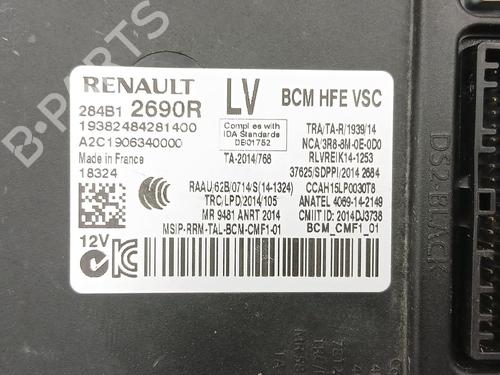 RENAULT LV BCM HFE VSC
284B1 2690R
19382484281400
A2C1906340000
Made in France
18324
Complies with
IDA Standards
DB01752
TA-2014/768
TRA/TA-R/1939/14
NCA/3R8-8M-0E-0D0
RLVRE|K14-1253
37625/SDPPI/2014 2684
RAAU/62B/0714/S(14-1324)
TRC/LPD/2014/105
MR 9481 ANRT 2014
MSIP-RRM-TAL-BCM-CMF1-01
CCAH15LP0030T8
ANATEL 4069-14-2149
CMIIT ID: 2014DJ3738
BCM_CMF1_01
12V
DS2-BLACK
B-PARTS